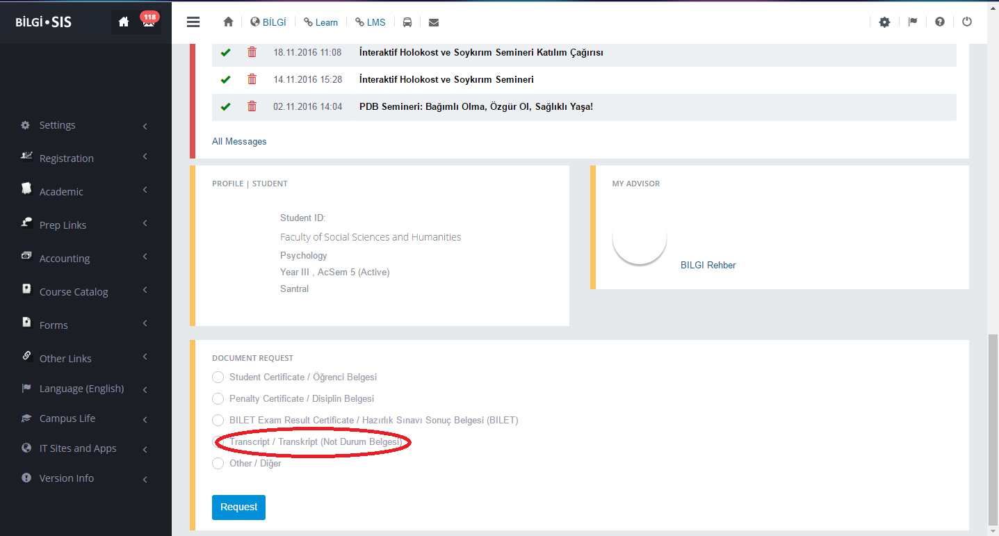 BİLGİ • SIS
118
BİLGİ
Learn
LMS
Settings
Registration
Academic
Prep Links
Accounting
Course Catalog
Forms
Other Links
Language (English)
Campus Life
IT Sites and Apps
Version Info
18.11.2016 11:08 İnteraktif Holokost ve Soykırım Semineri Katılım Çağırısı
14.11.2016 15:28 İnteraktif Holokost ve Soykırım Semineri
02.11.2016 14:04 PDB Semineri: Bağımlı Olma, Özgür Ol, Sağlıklı Yaşa!
All Messages
PROFILE | STUDENT
Student ID:
Faculty of Social Sciences and Humanities
Psychology
Year III , AcSem 5 (Active)
Santral
MY ADVISOR
BILGI Rehber
DOCUMENT REQUEST
Student Certificate / Öğrenci Belgesi
Penalty Certificate / Disiplin Belgesi
BILET Exam Result Certificate / Hazırlık Sınavı Sonuç Belgesi (BILET)
Transcript / Transkript (Not Durum Belgesi)
Other / Diğer
Request